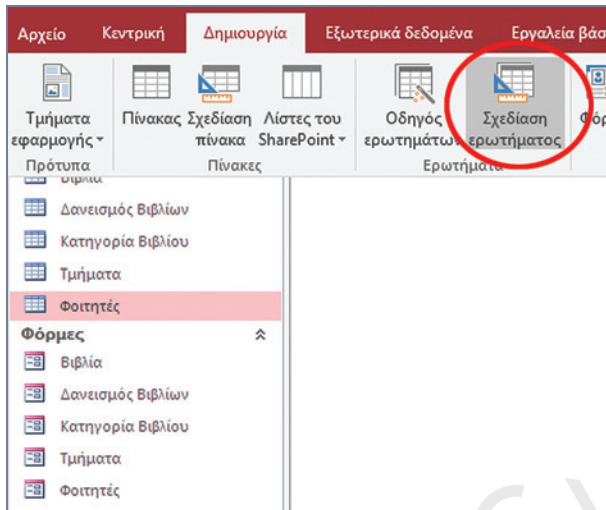 Αρχείο Κεντρική Δημιουργία Εξωτερικά δεδομένα Εργαλεία βάσ
Τμήματα εφαρμογής
Πίνακας
Σχεδίαση πίνακα
Λίστες του SharePoint
Οδηγός ερωτημάτων
Σχεδίαση ερωτήματος
Φόρ
Πρότυπα Πίνακες Ερωτήματα
Βιβλία
Δανεισμός Βιβλίων
Κατηγορία Βιβλίου
Τμήματα
Φοιτητές
Φόρμες
Βιβλία
Δανεισμός Βιβλίων
Κατηγορία Βιβλίου
Τμήματα
Φοιτητές